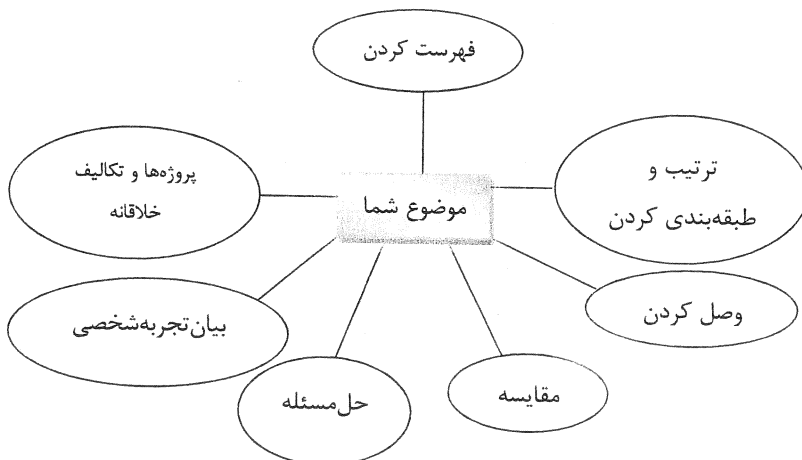 فهرست کردن
ترتیب و
طبقه‌بندی کردن
پروژه‌ها و تکالیف
خلاقانه
موضوع شما
وصل کردن
بیان‌تجربه‌شخصی
مقایسه
حل‌مسئله